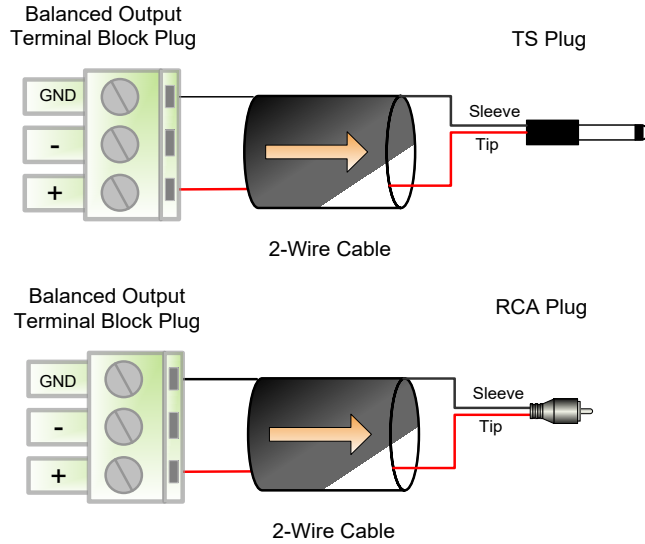 Balanced Output
Terminal Block Plug
TS Plug
GND
-
+
Sleeve
Tip
2-Wire Cable
Balanced Output
Terminal Block Plug
RCA Plug
GND
-
+
Sleeve
Tip
2-Wire Cable